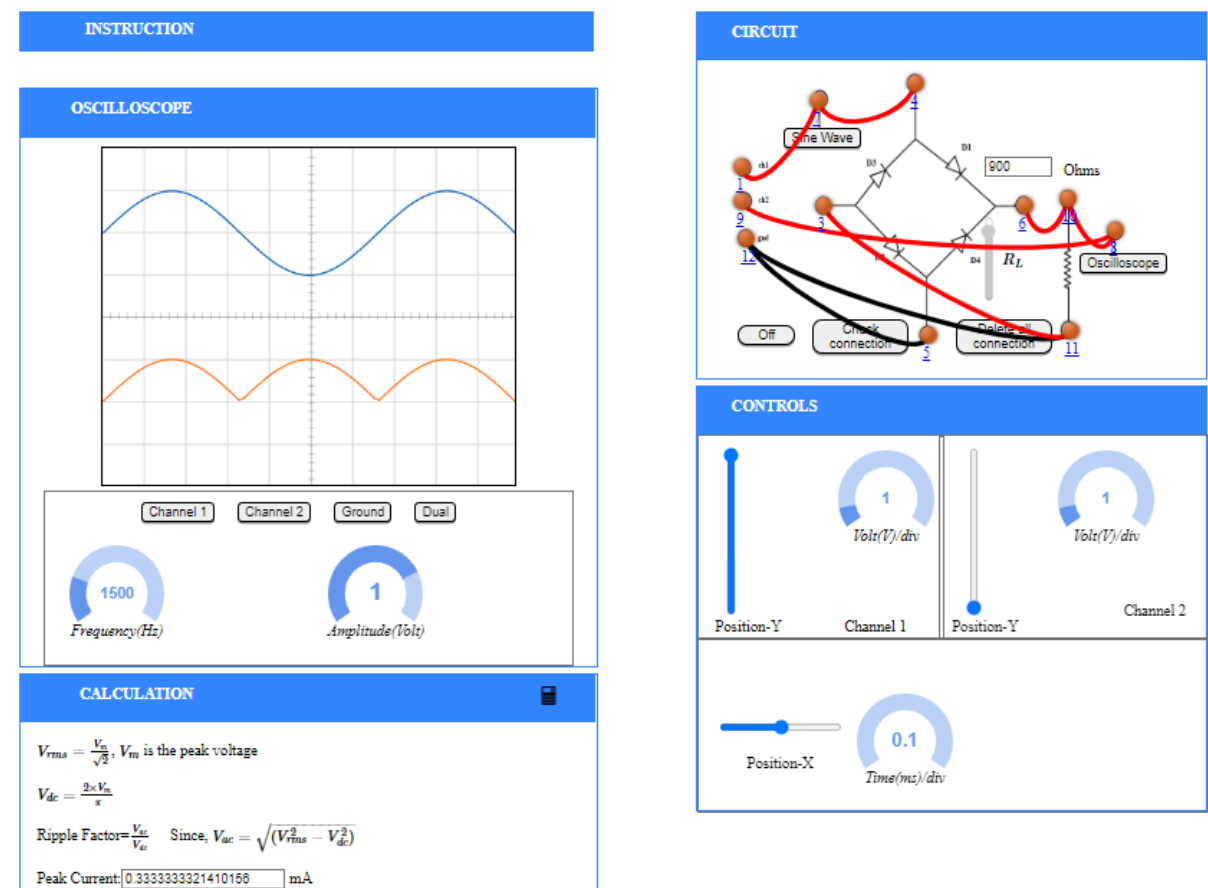 INSTRUCTION
OSCILLOSCOPE
Channel 1 Channel 2 Ground Dual
1500
Frequency(Hz)
1
Amplitude(Volt)
CALCULATION
V_rms = V_m/√2, V_m is the peak voltage
V_dc = 2×V_m/π
Ripple Factor=V_ac/V_dc Since, V_ac = √(V²_rms − V²_dc)
Peak Current: 0.3333333321410156 mA
CIRCUIT
4
7
Sine Wave
D1
D3
900 Ohms
ch1
1
ch2
9
3
6
10
8
gnd
12
D4
R_L
Oscilloscope
Off
Check
connection
Delete all
connection
5
11
CONTROLS
1
Volt(V)/div
Position-Y
Channel 1
1
Volt(V)/div
Position-Y
Channel 2
Position-X
0.1
Time(ms)/div